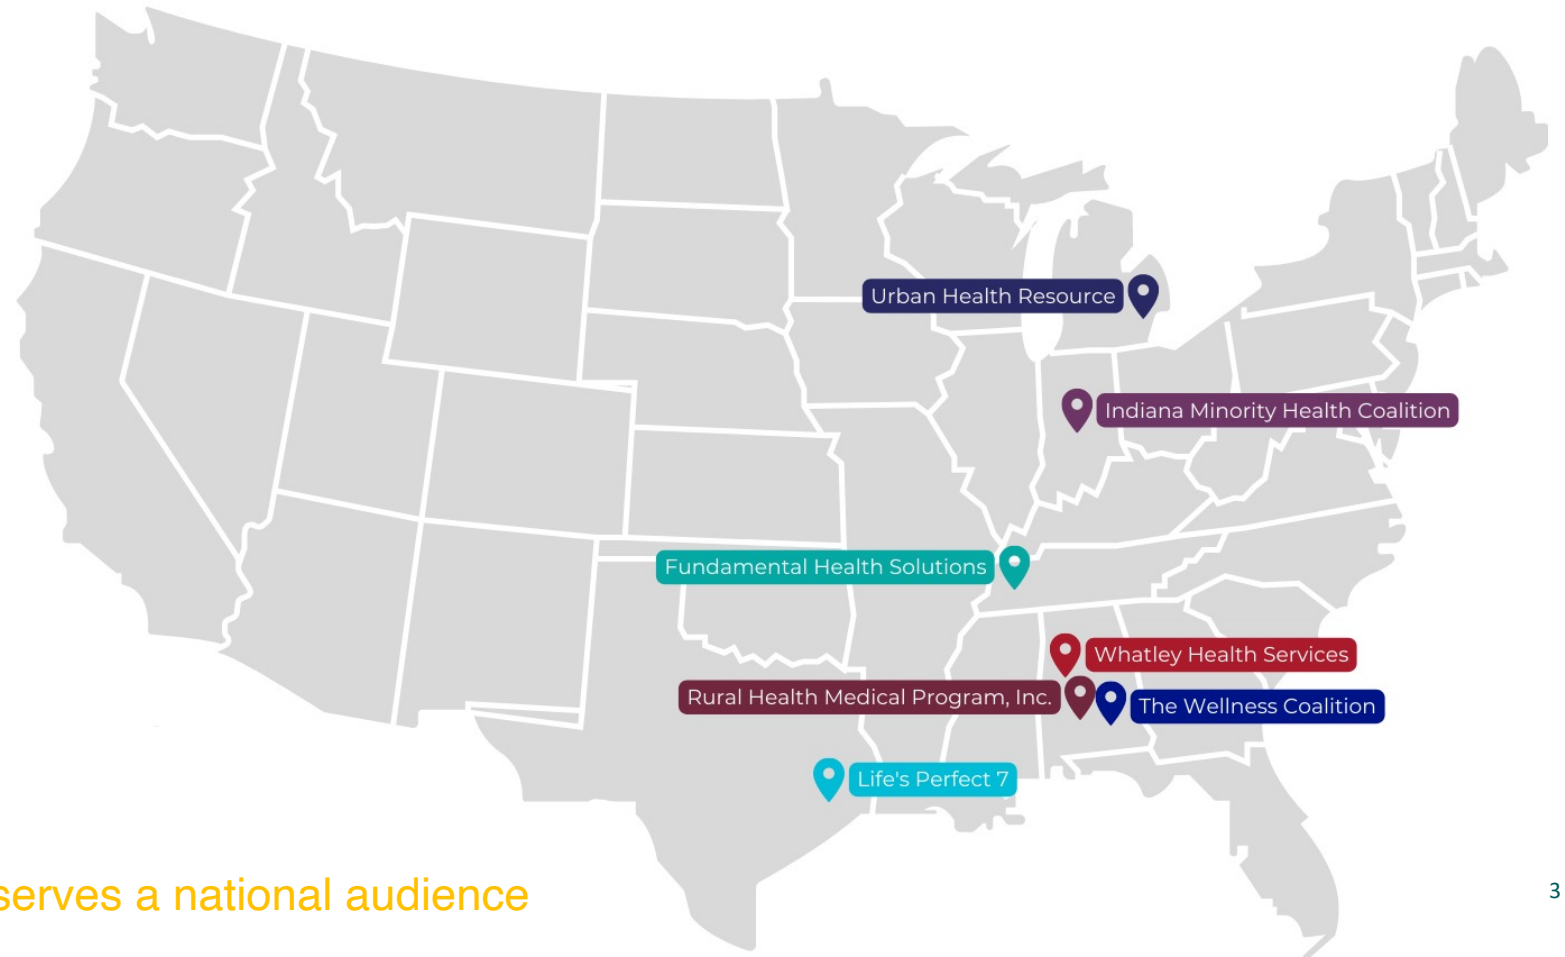 Urban Health Resource
Indiana Minority Health Coalition
Fundamental Health Solutions
Whatley Health Services
Rural Health Medical Program, Inc.
The Wellness Coalition
Life's Perfect 7
serves a national audience
3